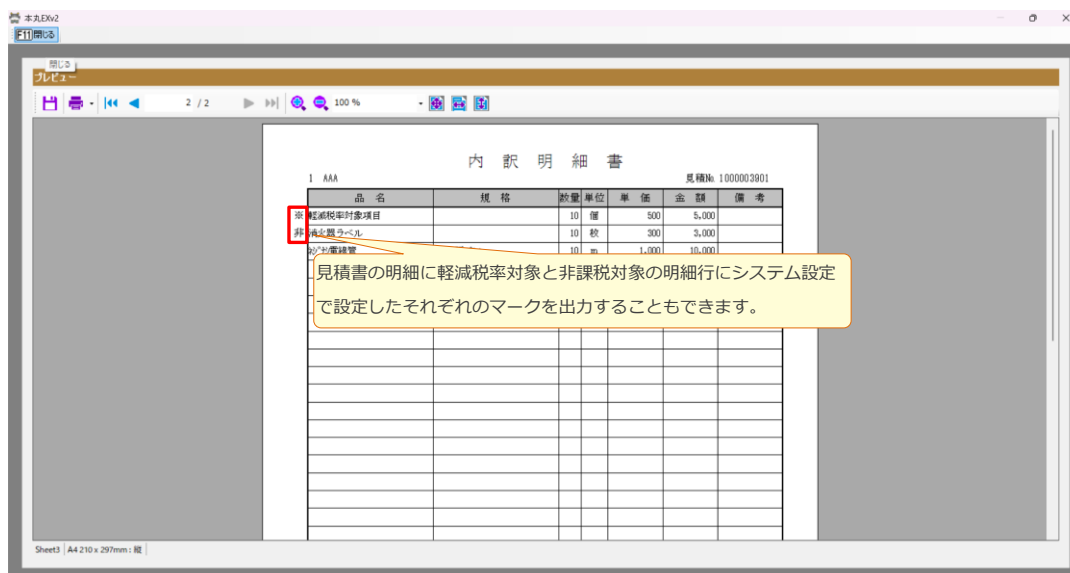 本丸EXv2
F11閉じる
閉じる
プレビュー
2 / 2
100 %
内 訳 明 細 書
1 AAA 見積No. 1000003901
品 名 規 格 数量 単位 単 価 金 額 備 考
※ 軽減税率対象項目 10 個 500 5,000
非 消火器ラベル 10 枚 300 3,000
電線管 10 m 1,000 10,000
見積書の明細に軽減税率対象と非課税対象の明細行にシステム設定
で設定したそれぞれのマークを出力することもできます。
Sheet3 A4 210 x 297mm : 縦